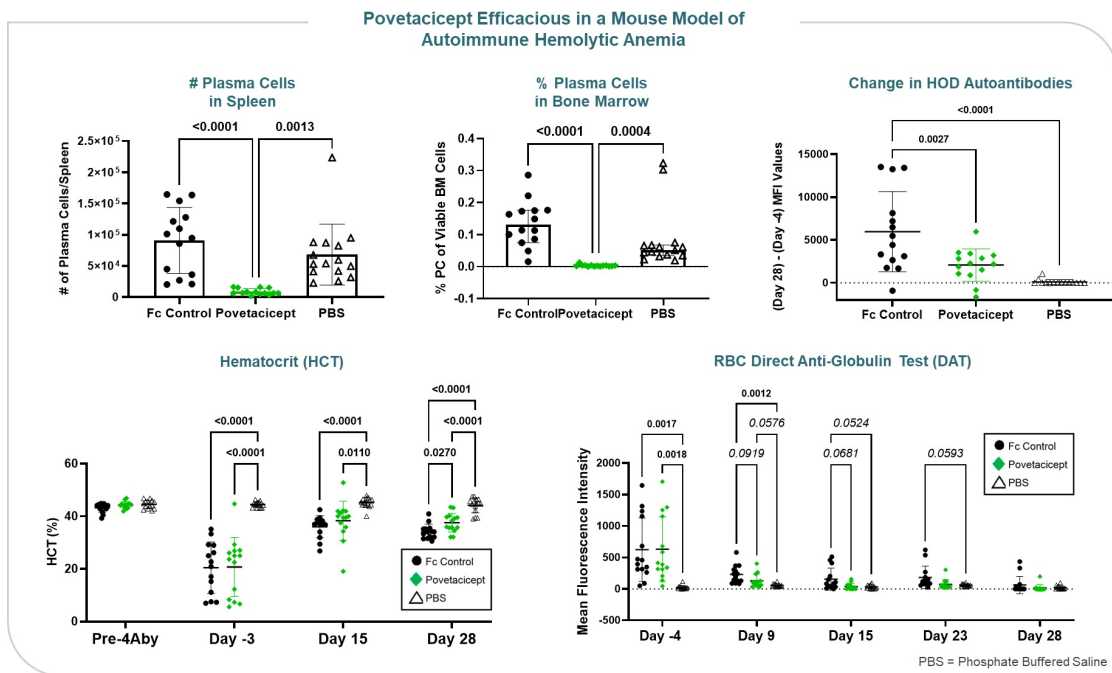 Povetacicept Efficacious in a Mouse Model of
Autoimmune Hemolytic Anemia
# Plasma Cells
in Spleen
<0.0001
0.0013
# of Plasma Cells/Spleen
2.5×10⁵
2×10⁵
1.5×10⁵
1×10⁵
5×10⁴
0
Fc Control
Povetacicept
PBS
% Plasma Cells
in Bone Marrow
<0.0001
0.0004
% PC of Viable BM Cells
0.4
0.3
0.2
0.1
0.0
-0.1
Fc Control
Povetacicept
PBS
Change in HOD Autoantibodies
<0.0001
0.0027
(Day 28) - (Day -4) MFI Values
15000
10000
5000
0
Fc Control
Povetacicept
PBS
Hematocrit (HCT)
<0.0001
<0.0001
<0.0001
0.0110
<0.0001
0.0270
<0.0001
HCT (%)
60
40
20
0
Fc Control
Povetacicept
PBS
Pre-4Aby
Day -3
Day 15
Day 28
RBC Direct Anti-Globulin Test (DAT)
0.0017
0.0018
0.0012
0.0576
0.0919
0.0524
0.0681
0.0593
Fc Control
Povetacicept
PBS
Mean Fluorescence Intensity
2000
1500
1000
500
0
-500
Day -4
Day 9
Day 15
Day 23
Day 28
PBS = Phosphate Buffered Saline